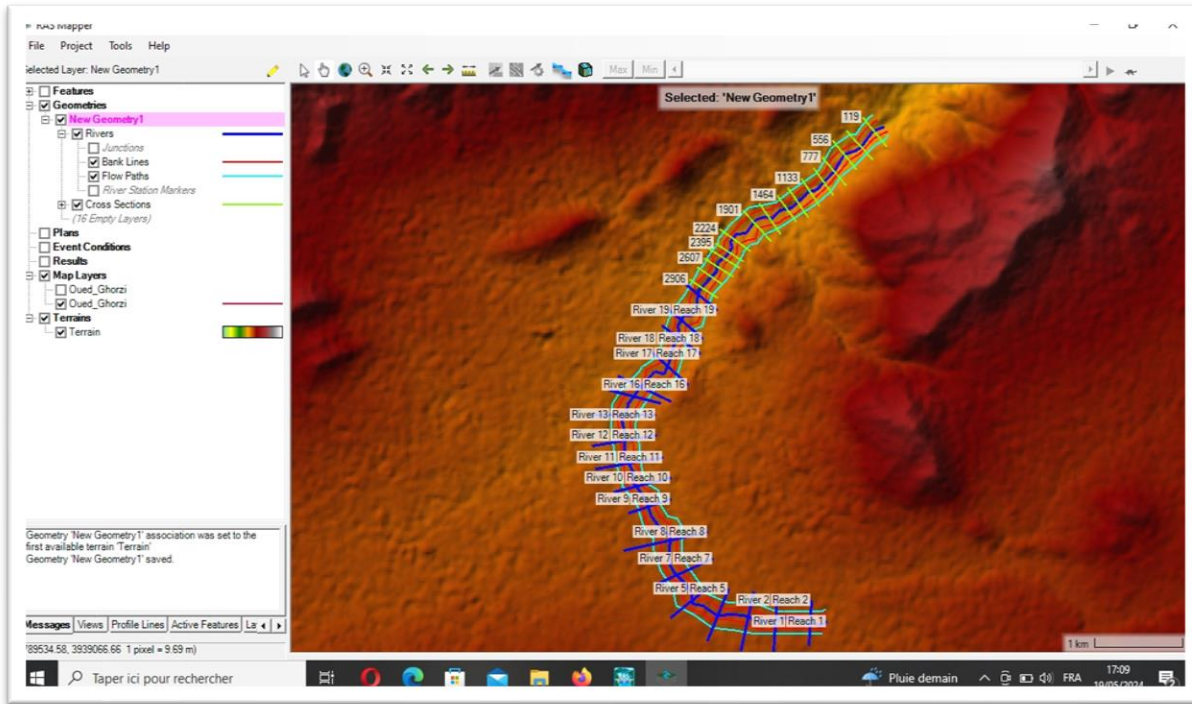 RAS Mapper
File Project Tools Help
Selected Layer: New Geometry1
Max Min
Features
Geometries
New Geometry1
Rivers
Junctions
Bank Lines
Flow Paths
River Station Markers
Cross Sections
(16 Empty Layers)
Plans
Event Conditions
Results
Map Layers
Oued_Ghorzi
Oued_Ghorzi
Terrains
Terrain
Geometry 'New Geometry1' association was set to the
first available terrain 'Terrain'
Geometry 'New Geometry1' saved.
Messages Views Profile Lines Active Features La
789534.58, 3939066.66 1 pixel = 9.69 m)
Selected: 'New Geometry1'
119
556
777
1133
1464
1901
2224
2395
2607
2906
River 19 Reach 19
River 18 Reach 18
River 17 Reach 17
River 16 Reach 16
River 13 Reach 13
River 12 Reach 12
River 11 Reach 11
River 10 Reach 10
River 9 Reach 9
River 8 Reach 8
River 7 Reach 7
River 5 Reach 5
River 2 Reach 2
River 1 Reach 1
1 km
Taper ici pour rechercher
Pluie demain
FRA
17:09
19/05/2024